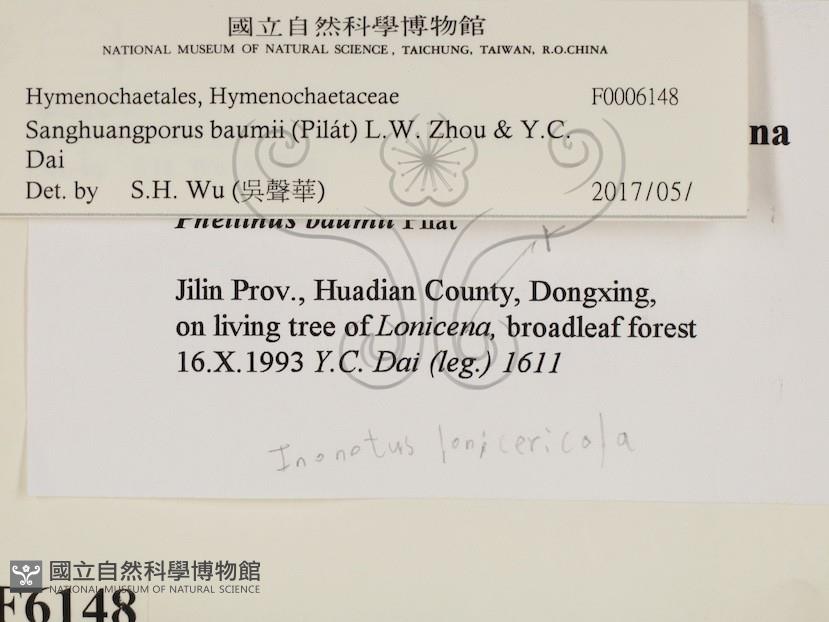 國立自然科學博物館
NATIONAL MUSEUM OF NATURAL SCIENCE, TAICHUNG, TAIWAN, R.O.CHINA
Hymenochaetales, Hymenochaetaceae F0006148
Sanghuangporus baumii (Pilát) L.W. Zhou & Y.C.
Dai
Det. by S.H. Wu (吳聲華) 2017/05/
na
Phellinus baumii Pilát
Jilin Prov., Huadian County, Dongxing,
on living tree of Lonicena, broadleaf forest
16.X.1993 Y.C. Dai (leg.) 1611
Inonotus lonicericola
國立自然科學博物館
NATIONAL MUSEUM OF NATURAL SCIENCE
F6148